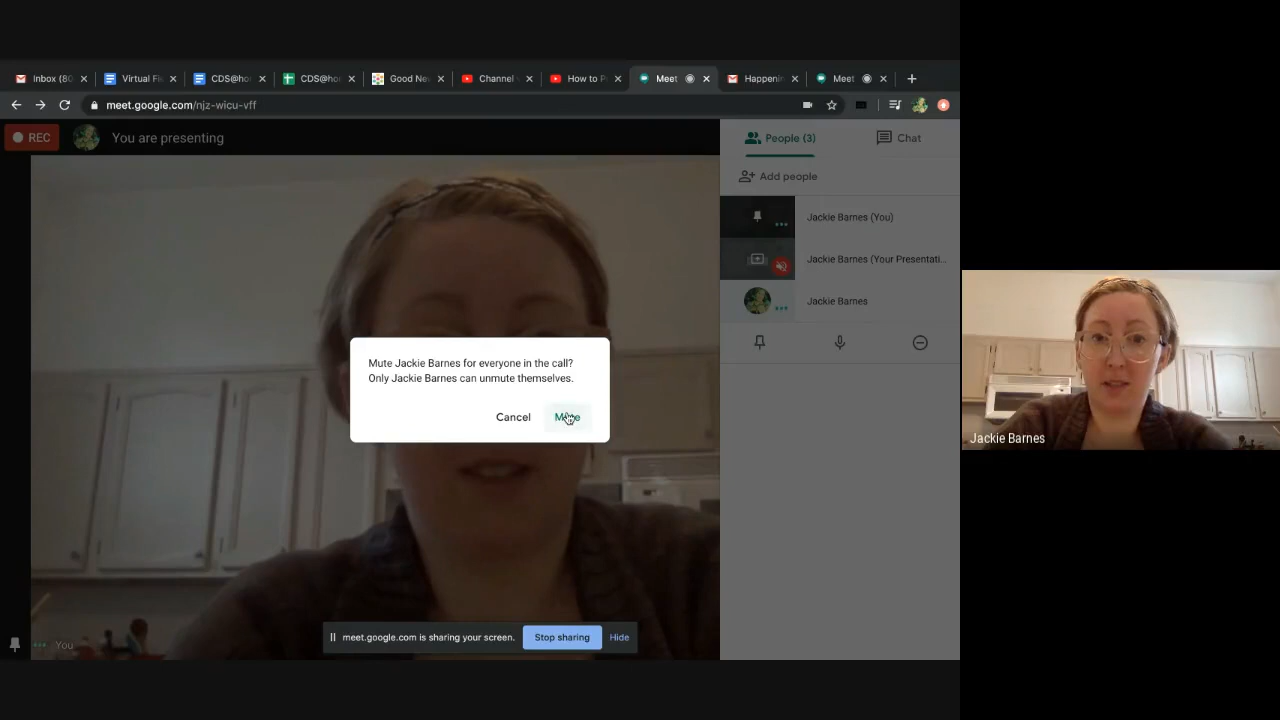 Inbox (80
Virtual Fi
CDS@ho
CDS@ho
Good Ne
Channel
How to P
Meet
Happenin
Meet
meet.google.com/njz-wicu-vff
REC
You are presenting
People (3)
Chat
Add people
Jackie Barnes (You)
Jackie Barnes (Your Presentati...
Jackie Barnes
Mute Jackie Barnes for everyone in the call?
Only Jackie Barnes can unmute themselves.
Cancel
Mute
Jackie Barnes
meet.google.com is sharing your screen.
Stop sharing
Hide
You